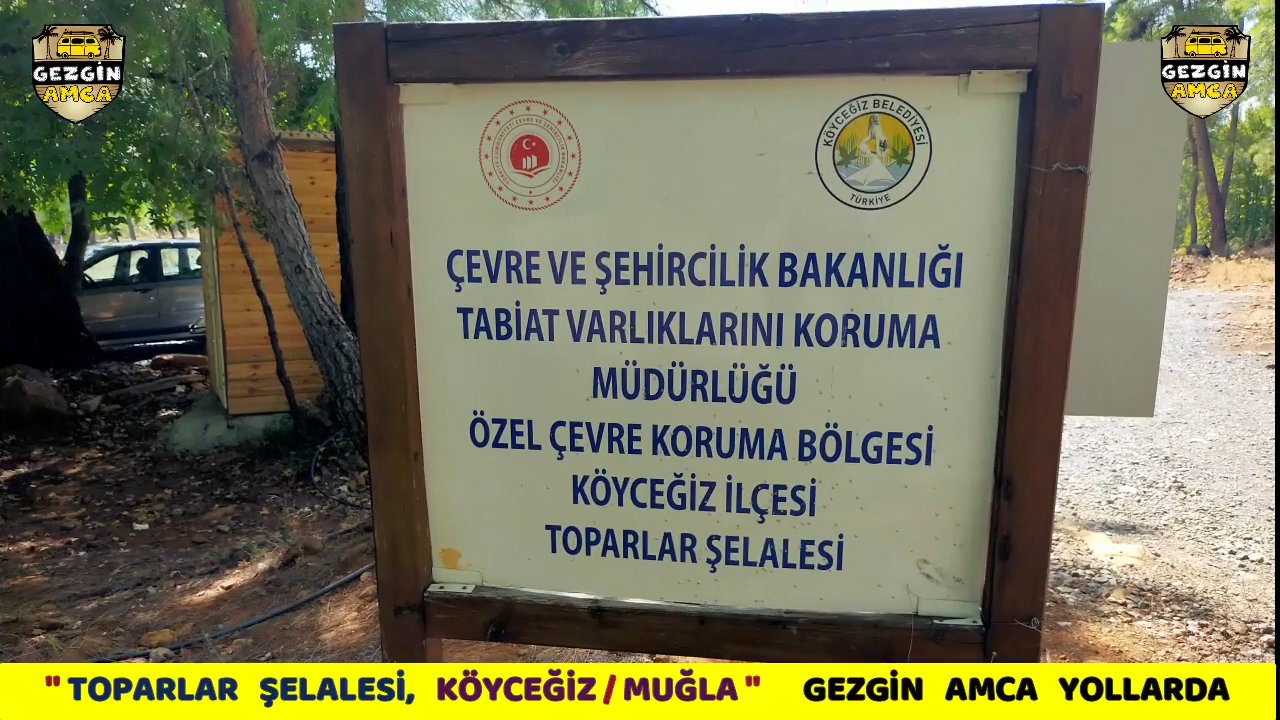 GEZGİN
AMCA
GEZGİN
AMCA
KÖYCEĞİZ BELEDİYESİ
TÜRKİYE
ÇEVRE VE ŞEHİRCİLİK BAKANLIĞI
TABİAT VARLIKLARINI KORUMA
MÜDÜRLÜĞÜ
ÖZEL ÇEVRE KORUMA BÖLGESİ
KÖYCEĞİZ İLÇESİ
TOPARLAR ŞELALESİ
" TOPARLAR ŞELALESİ, KÖYCEĞİZ / MUĞLA " GEZGİN AMCA YOLLARDA